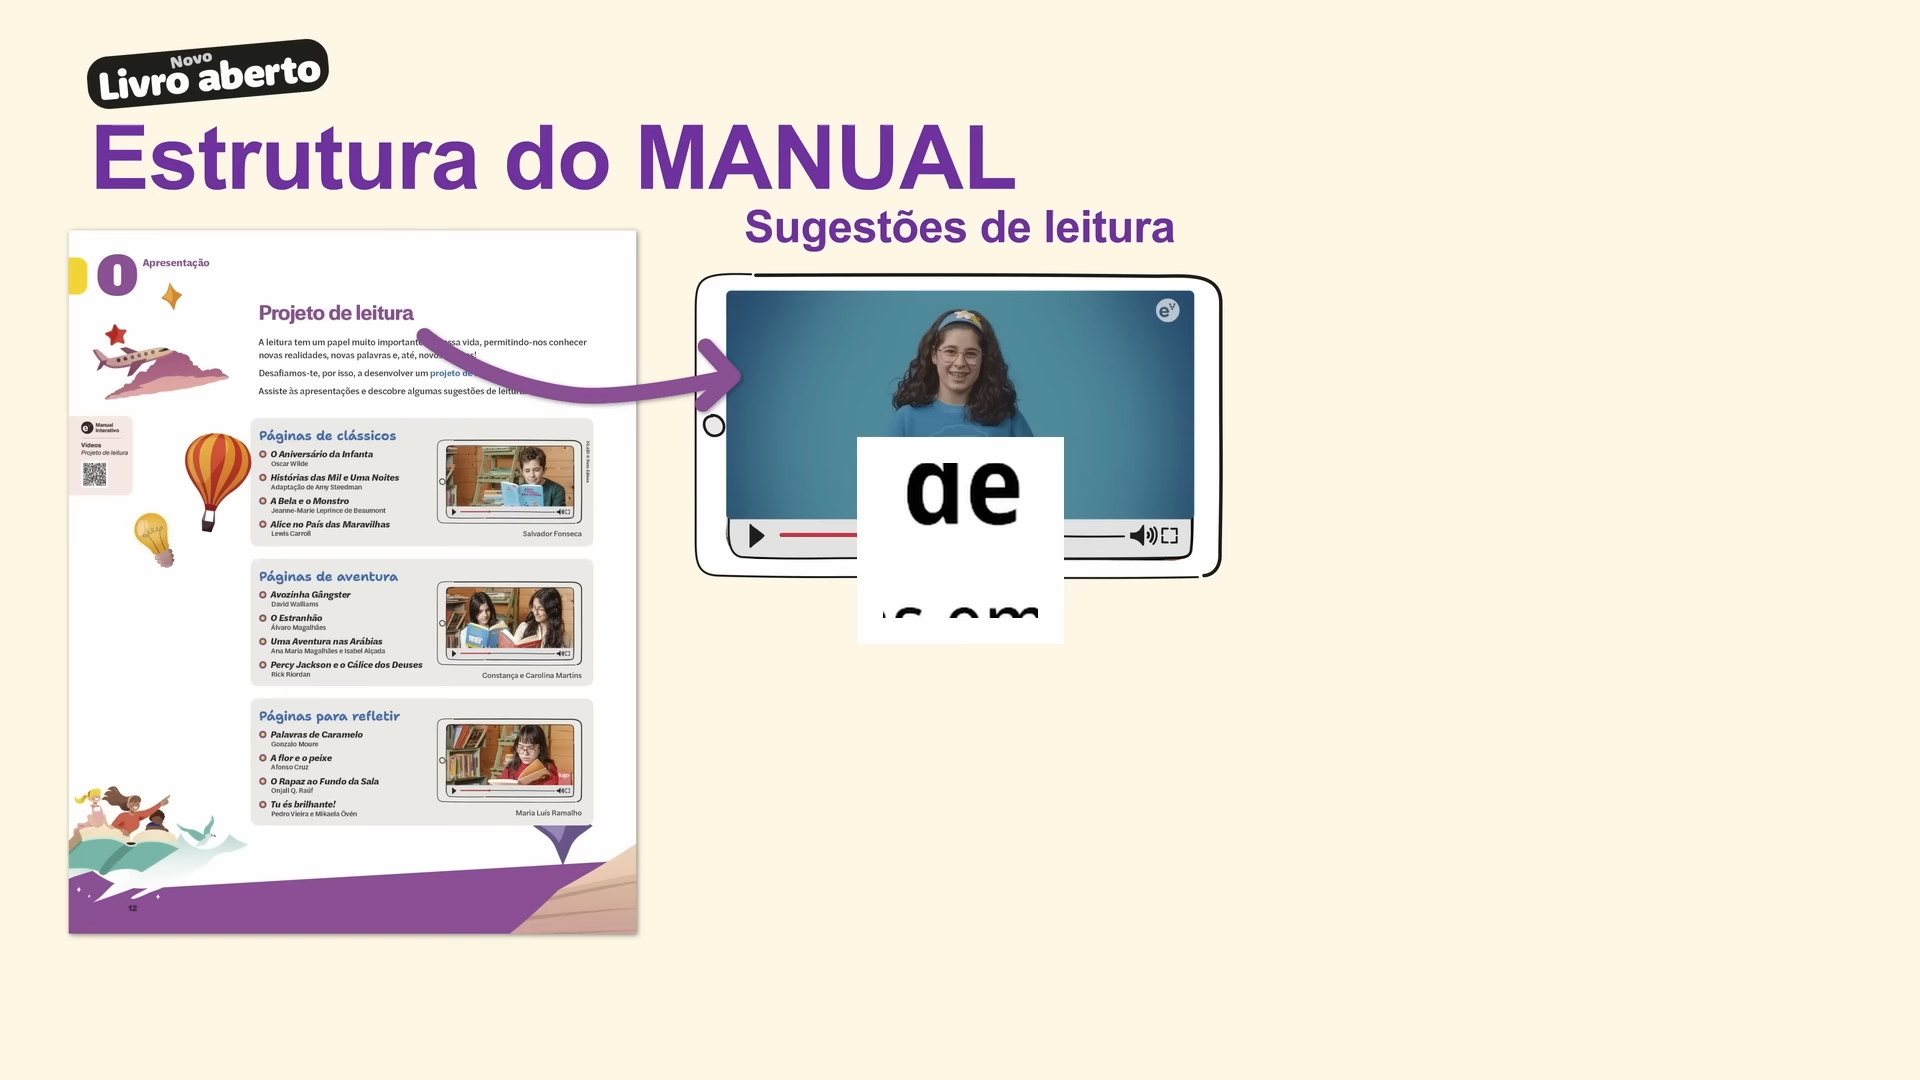 Novo
Livro aberto
Estrutura do MANUAL
Sugestões de leitura
0
Apresentação
Projeto de leitura
A leitura tem um papel muito importante vida, permitindo-nos conhecer
novas realidades, novas palavras e, até,
Desafiamos-te, por isso, a desenvolver um projeto de
Assiste às apresentações e descobre algumas sugestões de
e
Manual
Interativo
Vídeos
Projeto de leitura
Páginas de clássicos
O Aniversário da Infanta
Oscar Wilde
Histórias das Mil e Uma Noites
Adaptação de Amy Steedman
A Bela e o Monstro
Jeanne-Marie Leprince de Beaumont
Alice no País das Maravilhas
Lewis Carroll
Salvador Fonseca
Páginas de aventura
Avozinha Gângster
David Walliams
O Estranhão
Álvaro Magalhães
Uma Aventura nas Arábias
Ana Maria Magalhães e Isabel Alçada
Percy Jackson e o Cálice dos Deuses
Rick Riordan
Constança e Carolina Martins
Páginas para refletir
Palavras de Caramelo
Gonzalo Moure
A flor e o peixe
Afonso Cruz
O Rapaz ao Fundo da Sala
Onjali Q. Raúf
Tu és brilhante!
Pedro Vieira e Mikaela Övén
Maria Luís Ramalho
12
ev
de